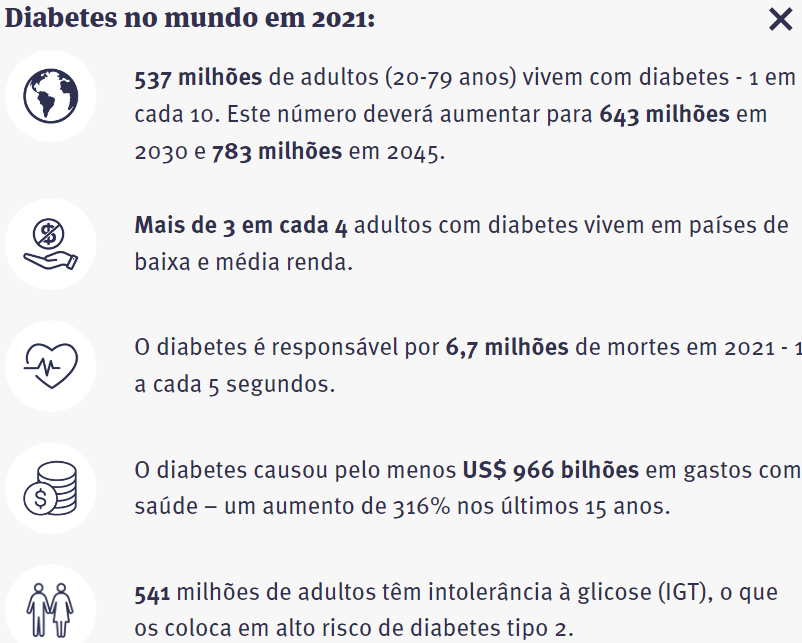 Diabetes no mundo em 2021:
537 milhões de adultos (20-79 anos) vivem com diabetes - 1 em
cada 10. Este número deverá aumentar para 643 milhões em
2030 e 783 milhões em 2045.
Mais de 3 em cada 4 adultos com diabetes vivem em países de
baixa e média renda.
O diabetes é responsável por 6,7 milhões de mortes em 2021 - 1
a cada 5 segundos.
O diabetes causou pelo menos US$ 966 bilhões em gastos com
saúde – um aumento de 316% nos últimos 15 anos.
541 milhões de adultos têm intolerância à glicose (IGT), o que
os coloca em alto risco de diabetes tipo 2.